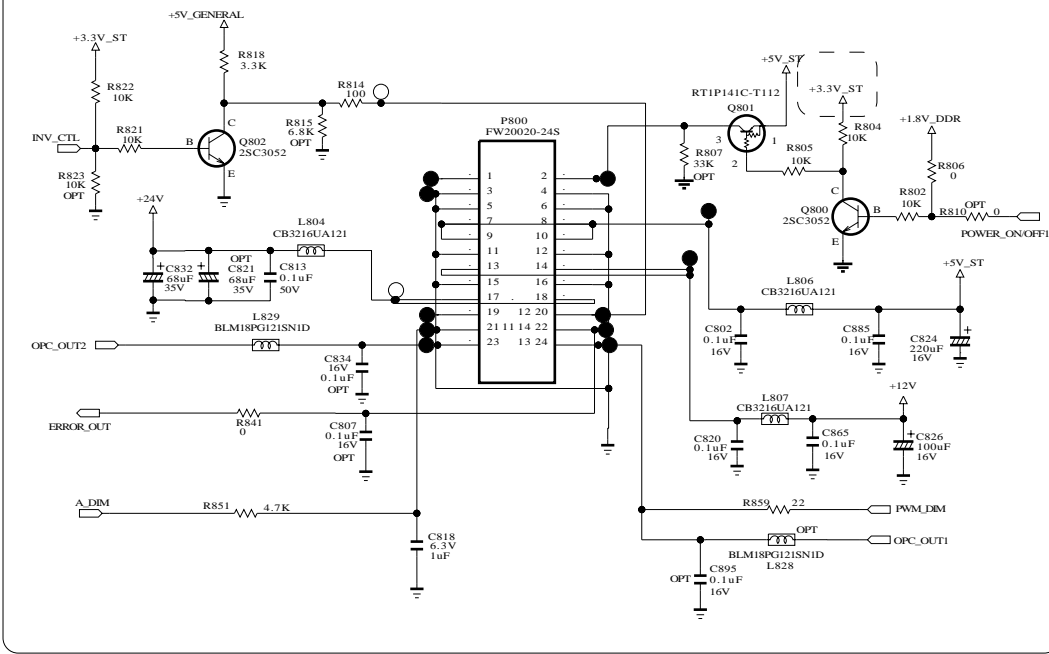 +5V_GENERAL
+3.3V_ST
R818
3.3K
R822
10K
R814
100
R815
6.8K
OPT
INV_CTL
R821
10K
B
C
E
Q802
2SC3052
R823
10K
OPT
P800
FW20020-24S
1
2
3
4
5
6
7
8
9
10
11
12
13
14
15
16
17
18
19
12 20
21 11
14 22
23
13 24
+24V
L804
CB3216UA121
C832
68uF
35V
OPT
C821
68uF
35V
C813
0.1uF
50V
L829
BLM18PG121SN1D
OPC_OUT2
C834
16V
0.1uF
OPT
ERROR_OUT
R841
0
C807
0.1uF
16V
OPT
A_DIM
R851
4.7K
C818
6.3V
1uF
+5V_ST
RT1P141C-T112
Q801
3
1
2
R807
33K
OPT
R805
10K
+3.3V_ST
R804
10K
+1.8V_DDR
R806
0
C
B
E
Q800
2SC3052
R802
10K
R810
OPT
0
POWER_ON/OFF1
+5V_ST
L806
CB3216UA121
C802
0.1uF
16V
C885
0.1uF
16V
C824
220uF
16V
+12V
L807
CB3216UA121
C820
0.1uF
16V
C865
0.1uF
16V
C826
100uF
16V
R859
22
PWM_DIM
OPT
OPC_OUT1
BLM18PG121SN1D
L828
OPT
C895
0.1uF
16V